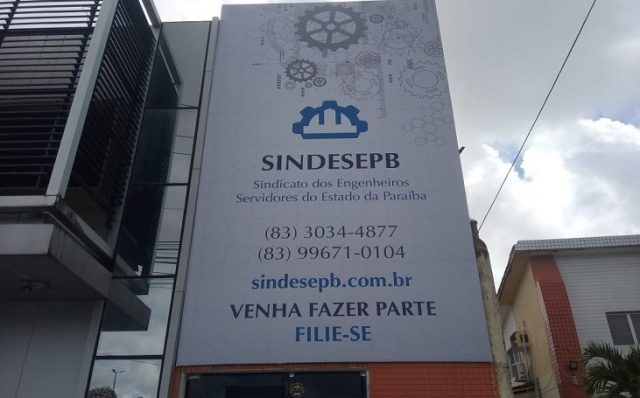 SINDESEPB
Sindicato dos Engenheiros
Servidores do Estado da Paraíba
(83) 3034-4877
(83) 99671-0104
sindesepb.com.br
VENHA FAZER PARTE
FILIE-SE